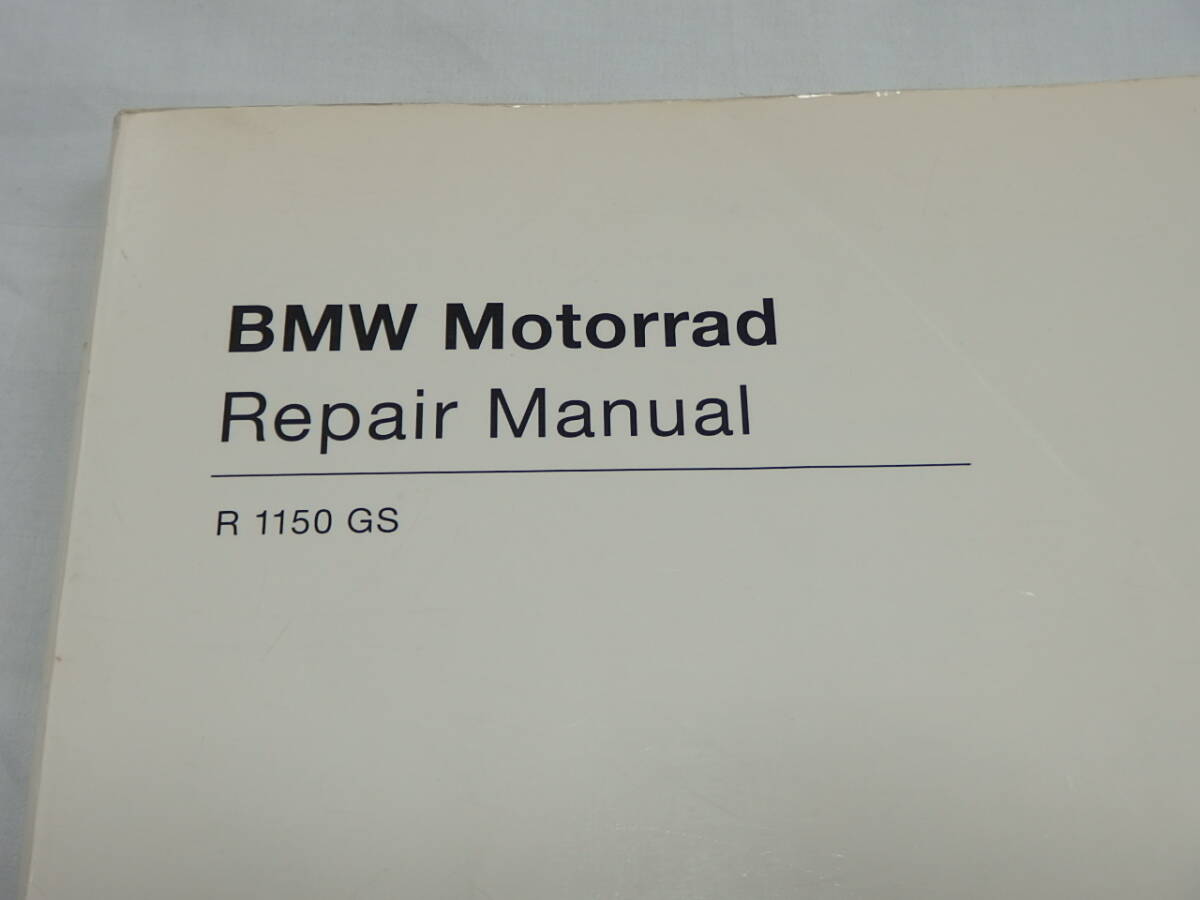 BMW Motorrad
Repair Manual
R 1150 GS